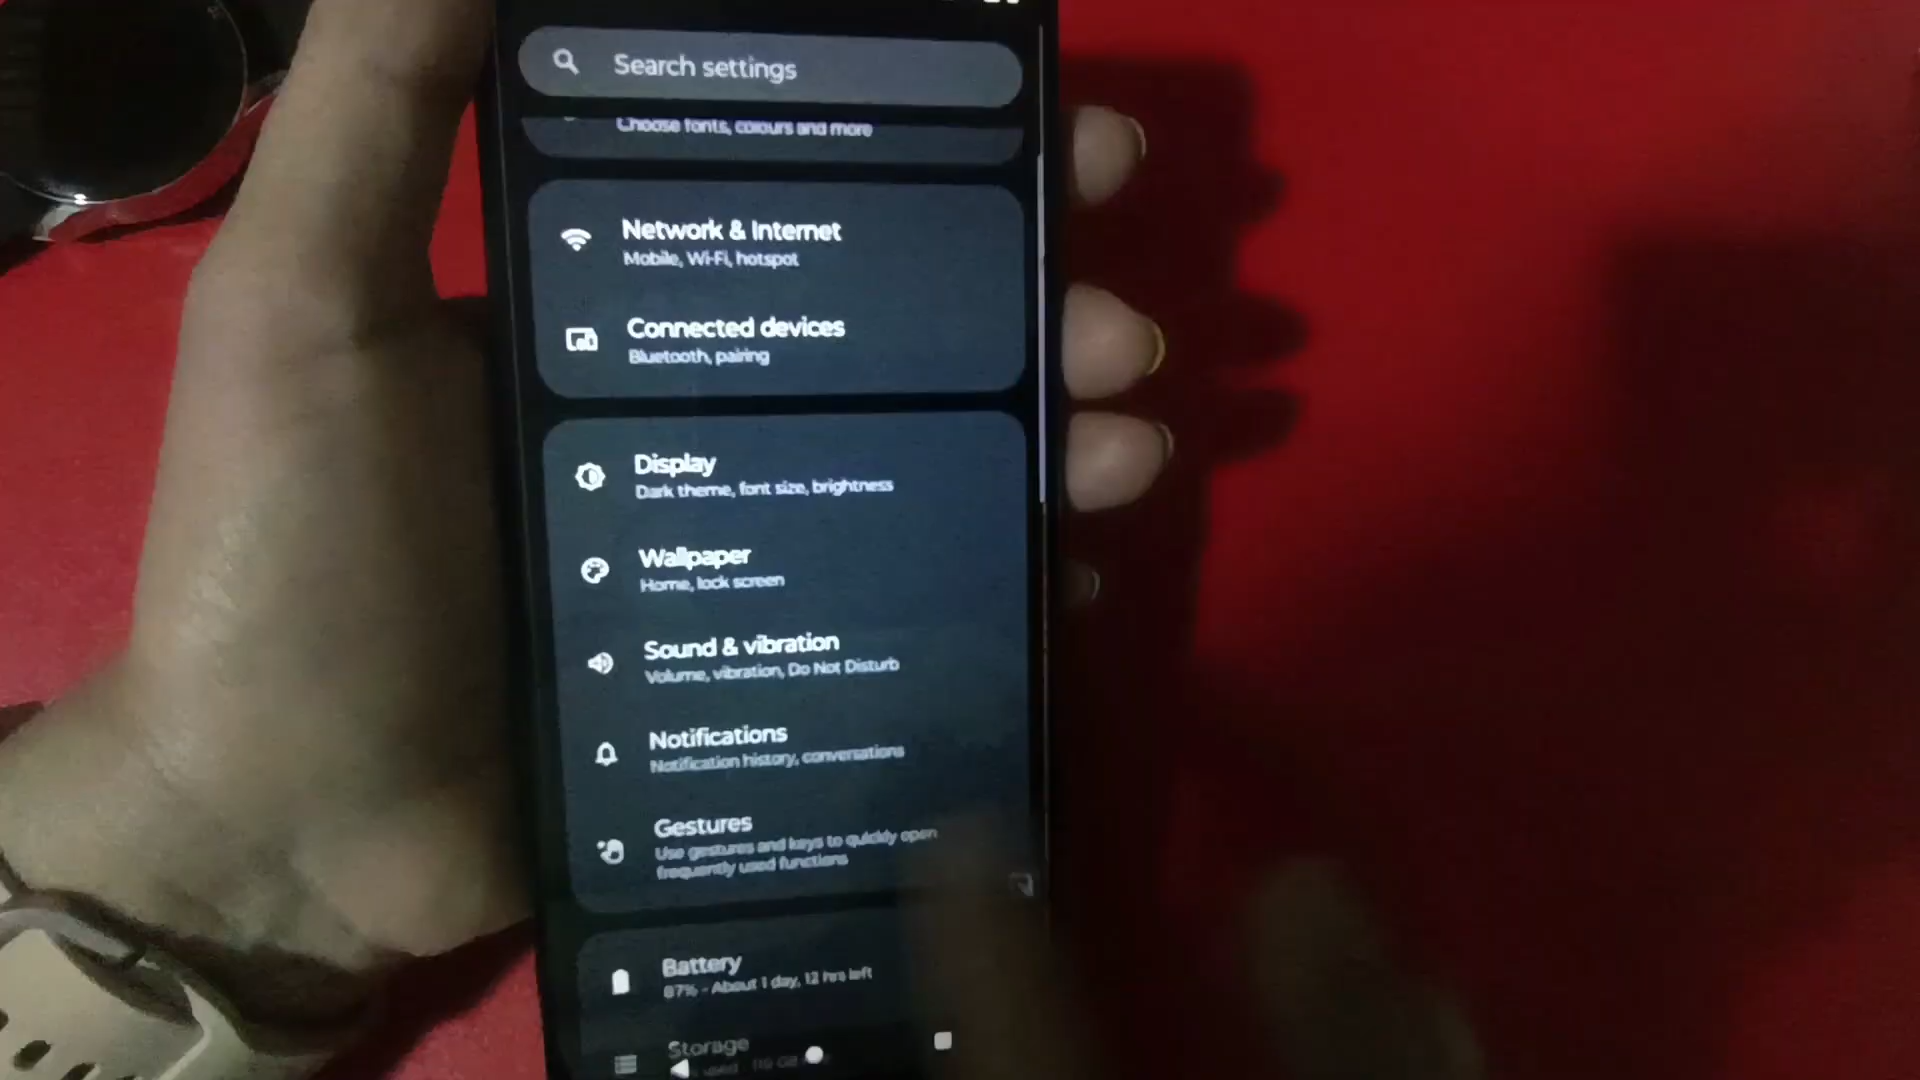 Search settings
Choose fonts, colours and more
Network & Internet
Mobile, Wi-Fi, hotspot
Connected devices
Bluetooth, pairing
Display
Dark theme, font size, brightness
Wallpaper
Home, lock screen
Sound & vibration
Volume, vibration, Do Not Disturb
Notifications
Notification history, conversations
Gestures
Use gestures and keys to quickly open
frequently used functions
Battery
87% - About 1 day, 12 hrs left
Storage
used